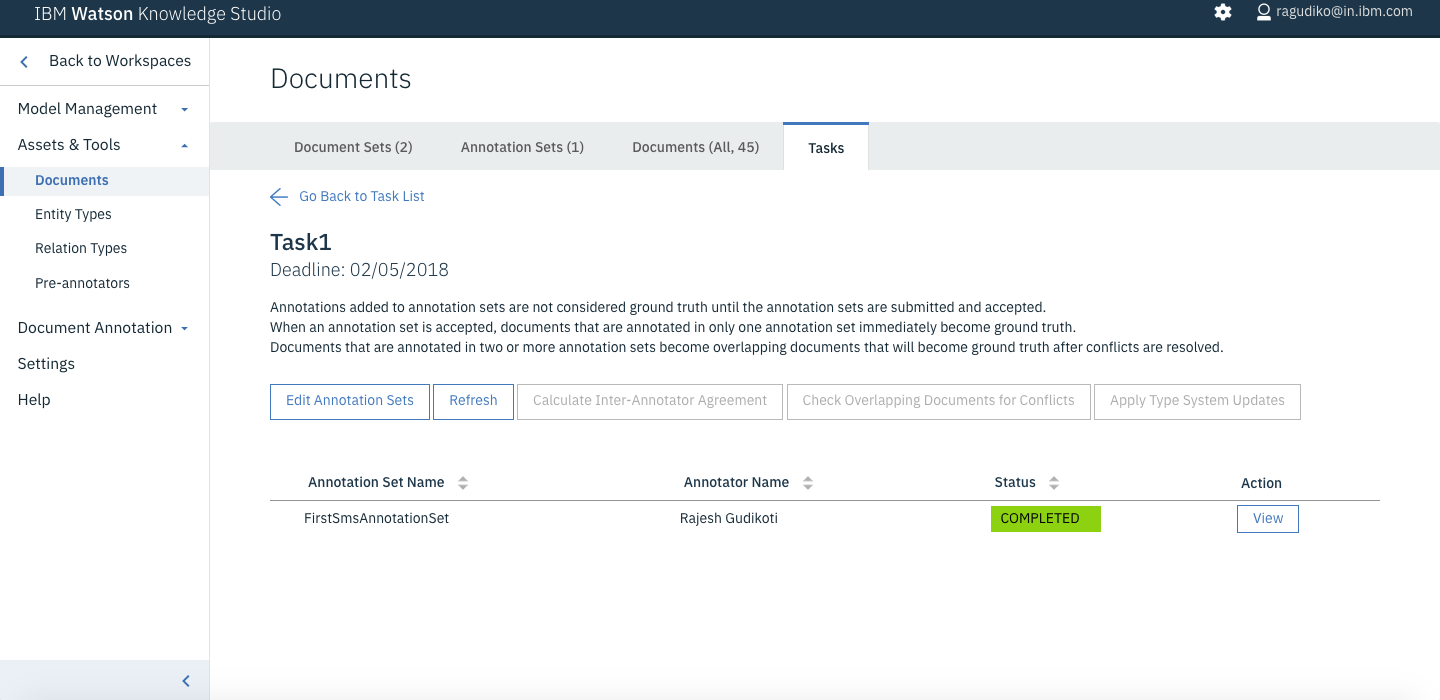 IBM Watson Knowledge Studio
ragudiko@in.ibm.com
Back to Workspaces
Model Management
Assets & Tools
Documents
Entity Types
Relation Types
Pre-annotators
Document Annotation
Settings
Help
Documents
Document Sets (2) Annotation Sets (1) Documents (All, 45) Tasks
Go Back to Task List
Task1
Deadline: 02/05/2018
Annotations added to annotation sets are not considered ground truth until the annotation sets are submitted and accepted.
When an annotation set is accepted, documents that are annotated in only one annotation set immediately become ground truth.
Documents that are annotated in two or more annotation sets become overlapping documents that will become ground truth after conflicts are resolved.
Edit Annotation Sets Refresh Calculate Inter-Annotator Agreement Check Overlapping Documents for Conflicts Apply Type System Updates
Annotation Set Name Annotator Name Status Action
FirstSmsAnnotationSet Rajesh Gudikoti COMPLETED View